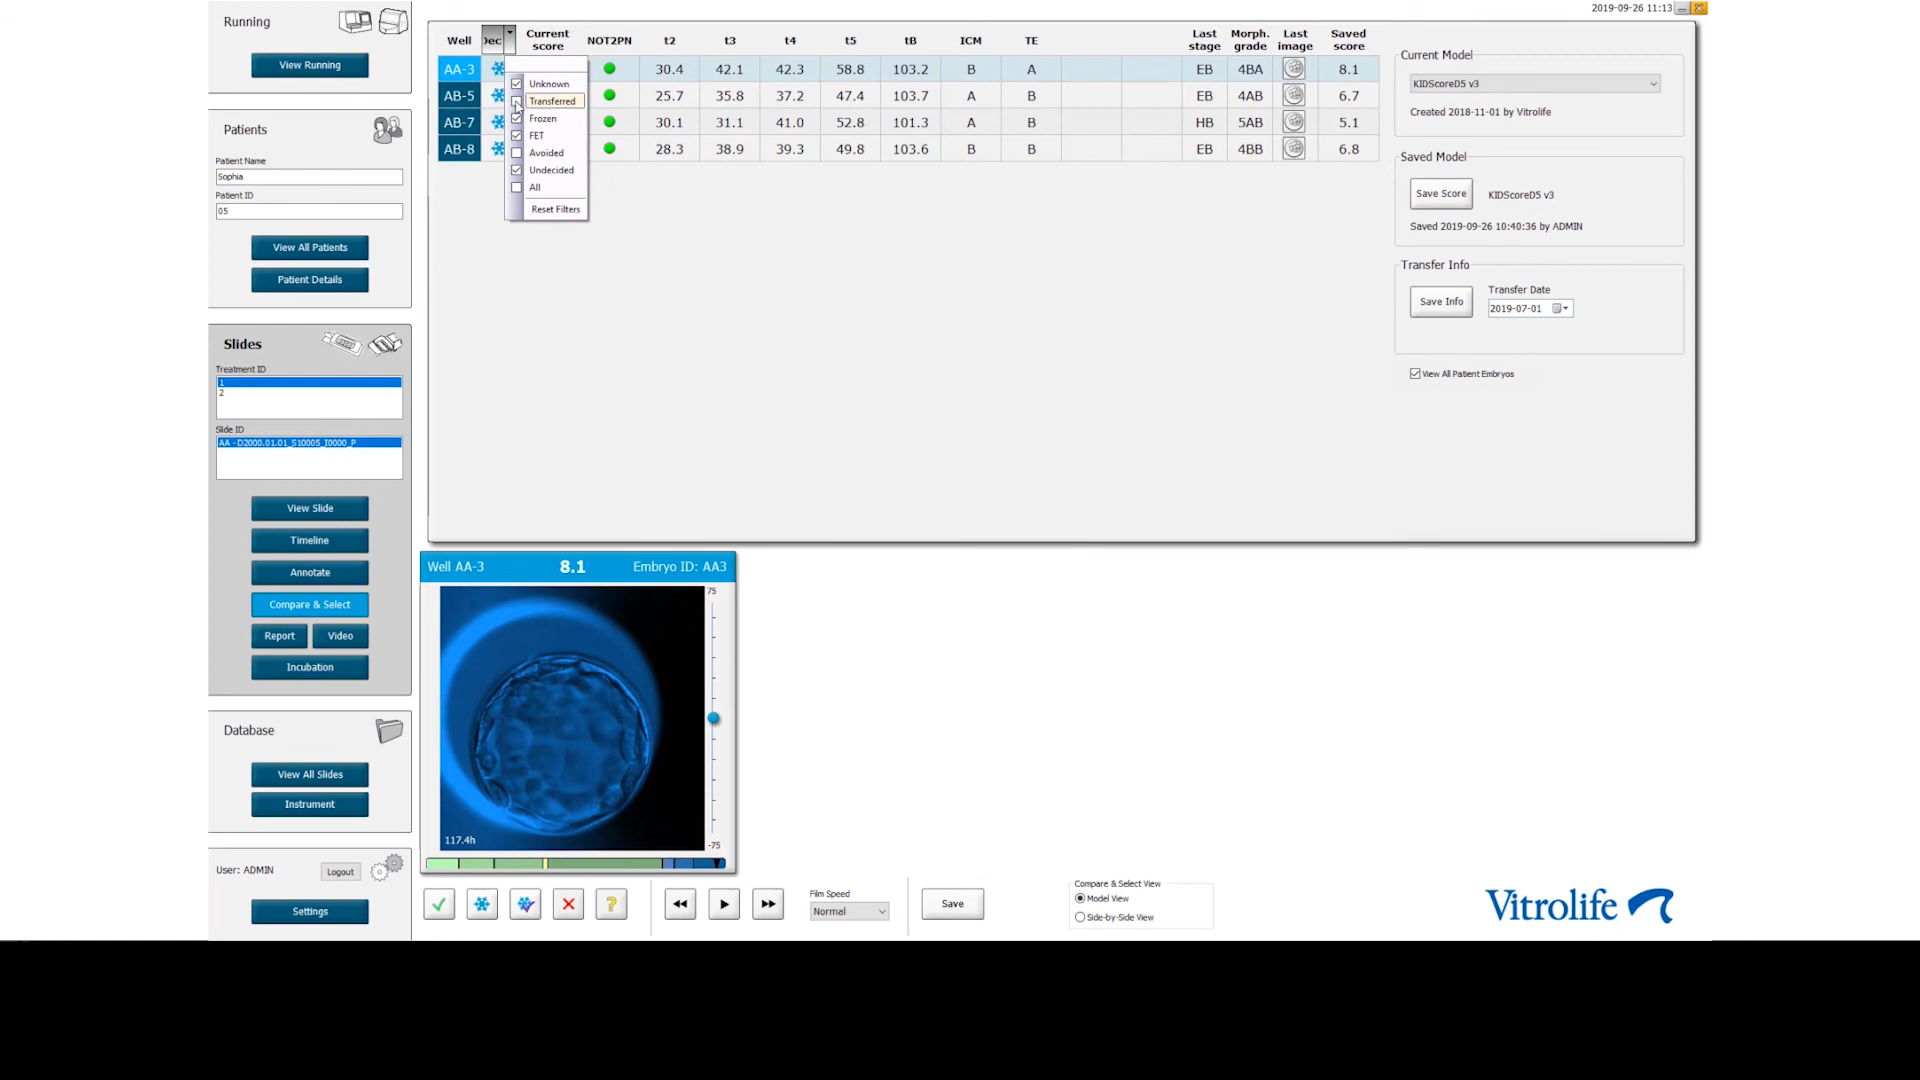 2019-09-26 11:13
Running
View Running
Patients
Patient Name
Sophia
Patient ID
05
View All Patients
Patient Details
Slides
Treatment ID
1
2
Slide ID
AA - D2000.01.01_S10005_I0000_P
View Slide
Timeline
Annotate
Compare & Select
Report Video
Incubation
Database
View All Slides
Instrument
User: ADMIN Logout
Settings
Well Dec Current score NOT2PN t2 t3 t4 t5 tB ICM TE Last stage Morph. grade Last image Saved score
AA-3 30.4 42.1 42.3 58.8 103.2 B A EB 4BA 8.1
AB-5 25.7 35.8 37.2 47.4 103.7 A B EB 4AB 6.7
AB-7 30.1 31.1 41.0 52.8 101.3 A B HB 5AB 5.1
AB-8 28.3 38.9 39.3 49.8 103.6 B B EB 4BB 6.8
Unknown
Transferred
Frozen
FET
Avoided
Undecided
All
Reset Filters
Current Model
KIDScoreD5 v3
Created 2018-11-01 by Vitrolife
Saved Model
Save Score KIDScoreD5 v3
Saved 2019-09-26 10:40:36 by ADMIN
Transfer Info
Save Info Transfer Date
2019-07-01
View All Patient Embryos
Well AA-3 8.1 Embryo ID: AA3
75
-75
117.4h
?
Film Speed
Normal
Save
Compare & Select View
Model View
Side-by-Side View
Vitrolife